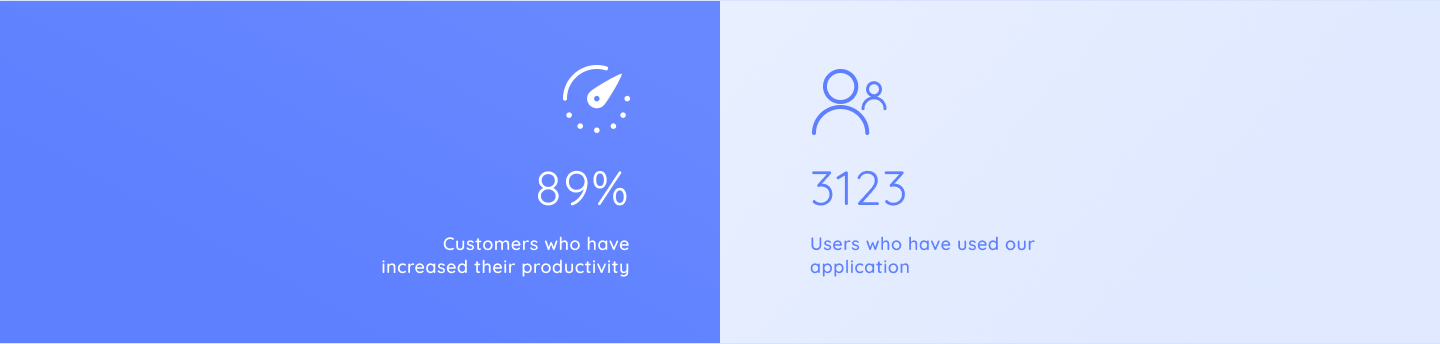 89%
Customers who have
increased their productivity
3123
Users who have used our
application